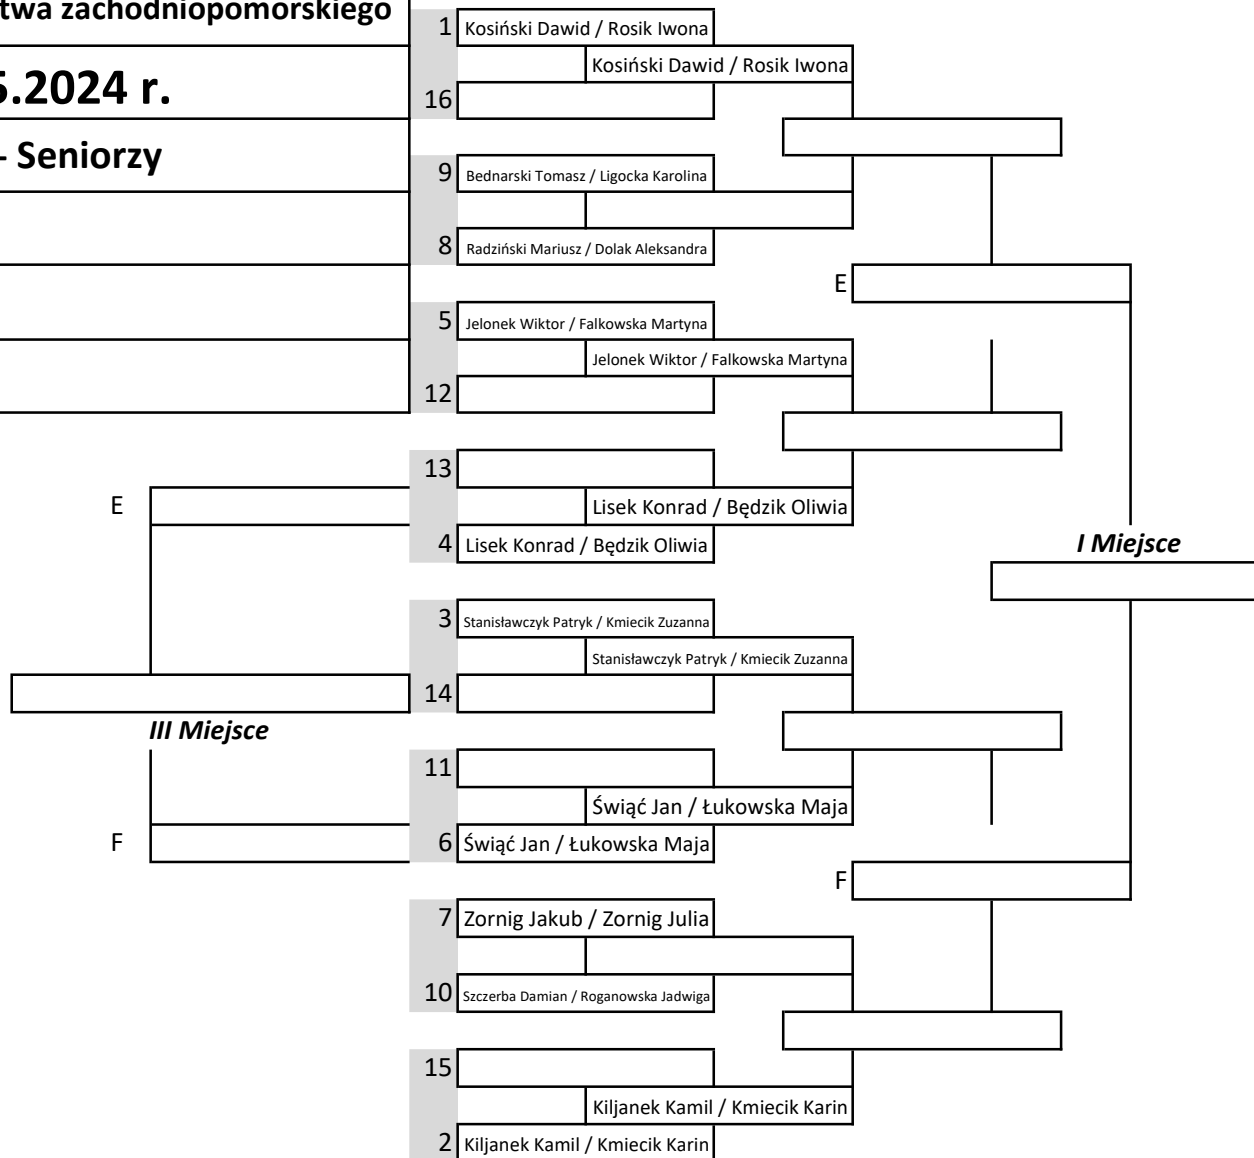 twa zachodniopomorskiego
5.2024 r.
- Seniorzy
1 Kosiński Dawid / Rosik Iwona
Kosiński Dawid / Rosik Iwona
16
9 Bednarski Tomasz / Ligocka Karolina
8 Radziński Mariusz / Dolak Aleksandra
E
5 Jelonek Wiktor / Falkowska Martyna
Jelonek Wiktor / Falkowska Martyna
12
13
E
Lisek Konrad / Będzik Oliwia
4 Lisek Konrad / Będzik Oliwia
I Miejsce
3 Stanisławczyk Patryk / Kmiecik Zuzanna
Stanisławczyk Patryk / Kmiecik Zuzanna
14
III Miejsce
11
Świąć Jan / Łukowska Maja
F
6 Świąć Jan / Łukowska Maja
F
7 Zornig Jakub / Zornig Julia
10 Szczerba Damian / Roganowska Jadwiga
15
Kiljanek Kamil / Kmiecik Karin
2 Kiljanek Kamil / Kmiecik Karin